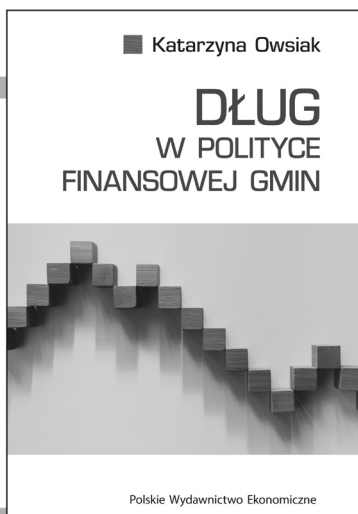 Katarzyna Owsiak
DŁUG
W POLITYCE
FINANSOWEJ GMIN
Polskie Wydawnictwo Ekonomiczne